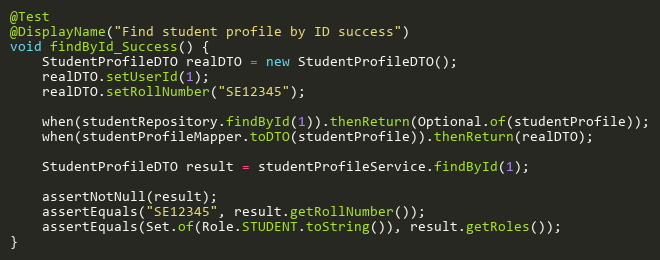 @Test
@DisplayName("Find student profile by ID success")
void findById_Success() {
    StudentProfileDTO realDTO = new StudentProfileDTO();
    realDTO.setUserId(1);
    realDTO.setRollNumber("SE12345");

    when(studentRepository.findById(1)).thenReturn(Optional.of(studentProfile));
    when(studentProfileMapper.toDTO(studentProfile)).thenReturn(realDTO);

    StudentProfileDTO result = studentProfileService.findById(1);

    assertNotNull(result);
    assertEquals("SE12345", result.getRollNumber());
    assertEquals(Set.of(Role.STUDENT.toString()), result.getRoles());
}